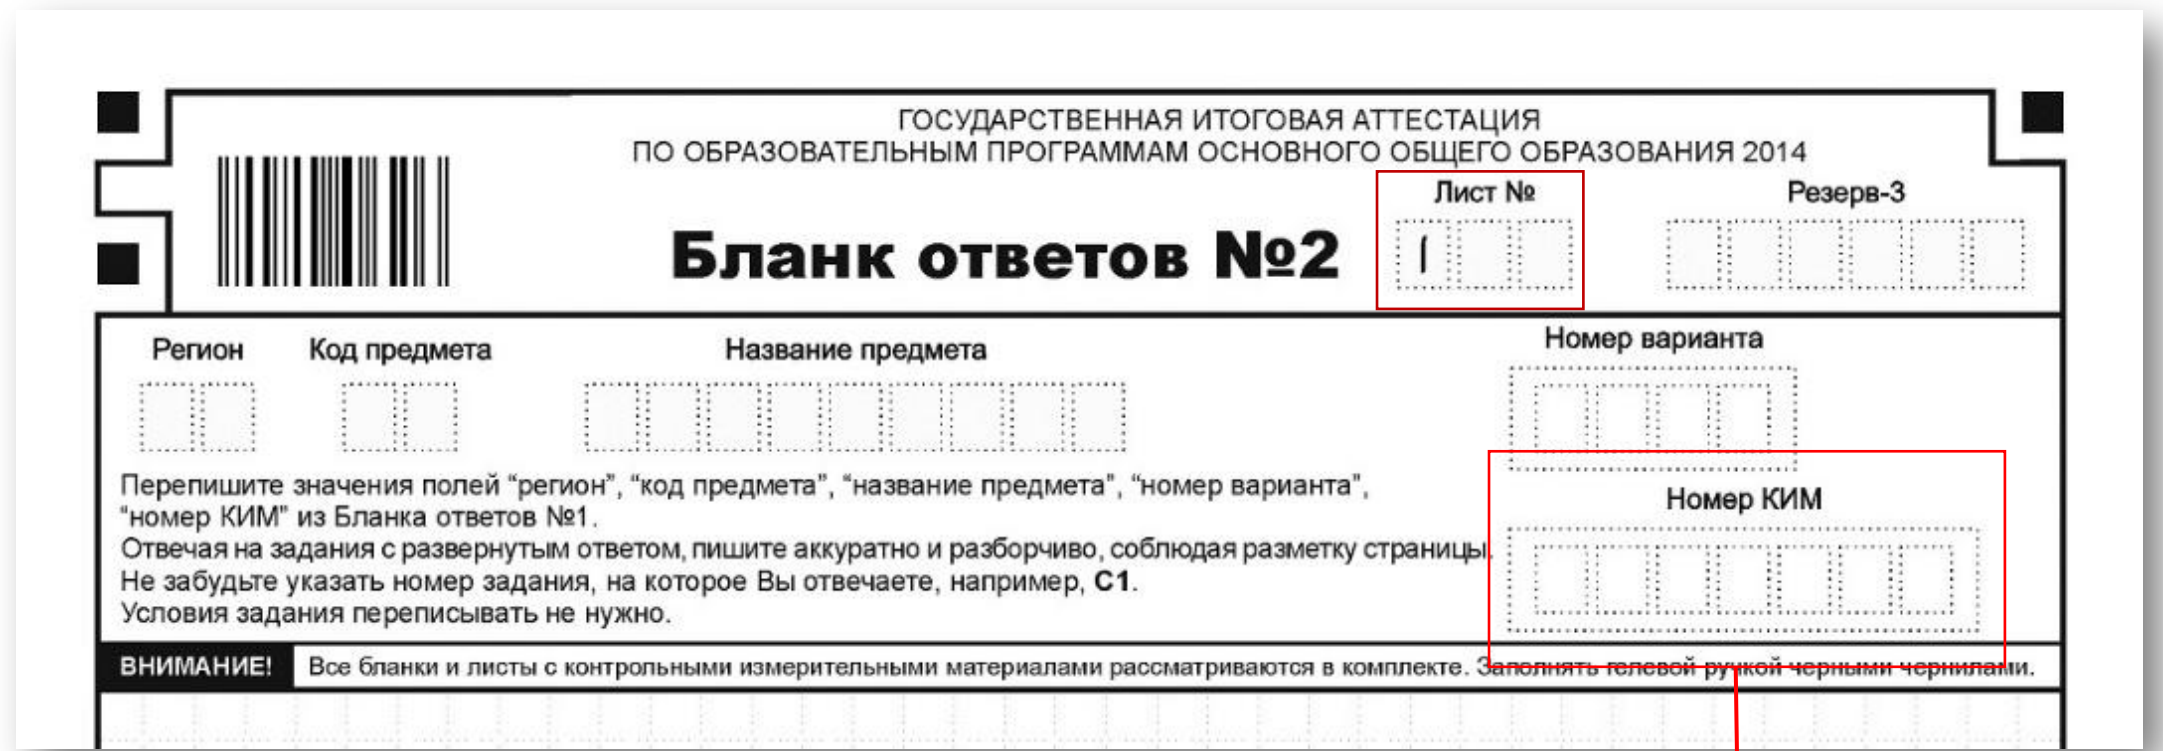 ГОСУДАРСТВЕННАЯ ИТОГОВАЯ АТТЕСТАЦИЯ
ПО ОБРАЗОВАТЕЛЬНЫМ ПРОГРАММАМ ОСНОВНОГО ОБЩЕГО ОБРАЗОВАНИЯ 2014
Лист №
Резерв-3
Бланк ответов №2
1
Регион
Код предмета
Название предмета
Номер варианта
Перепишите значения полей “регион”, “код предмета”, “название предмета”, “номер варианта”,
“номер КИМ” из Бланка ответов №1.
Номер КИМ
Отвечая на задания с развернутым ответом, пишите аккуратно и разборчиво, соблюдая разметку страницы.
Не забудьте указать номер задания, на которое Вы отвечаете, например, С1.
Условия задания переписывать не нужно.
ВНИМАНИЕ! Все бланки и листы с контрольными измерительными материалами рассматриваются в комплекте. Заполнять гелевой ручкой черными чернилами.